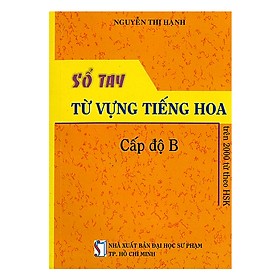 NGUYỄN THỊ HẠNH
SỔ TAY
TỪ VỰNG TIẾNG HOA
Cấp độ B
trên 2000 từ theo HSK
NHÀ XUẤT BẢN ĐẠI HỌC SƯ PHẠM
TP. HỒ CHÍ MINH